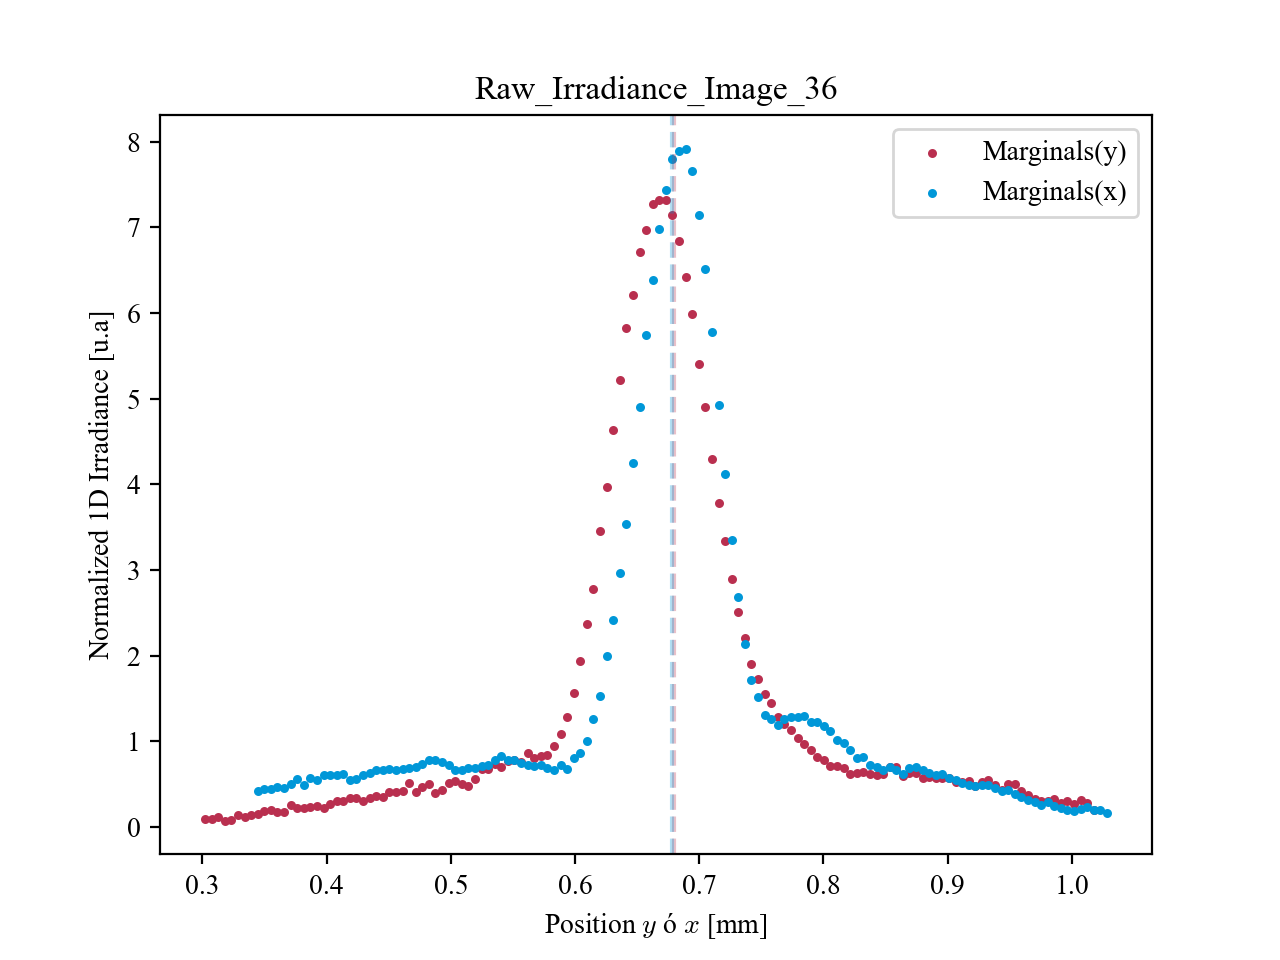 Raw_Irradiance_Image_36
Marginals(y)
Marginals(x)
Normalized 1D Irradiance [u.a]
8
7
6
5
4
3
2
1
0
0.3 0.4 0.5 0.6 0.7 0.8 0.9 1.0
Position y ó x [mm]